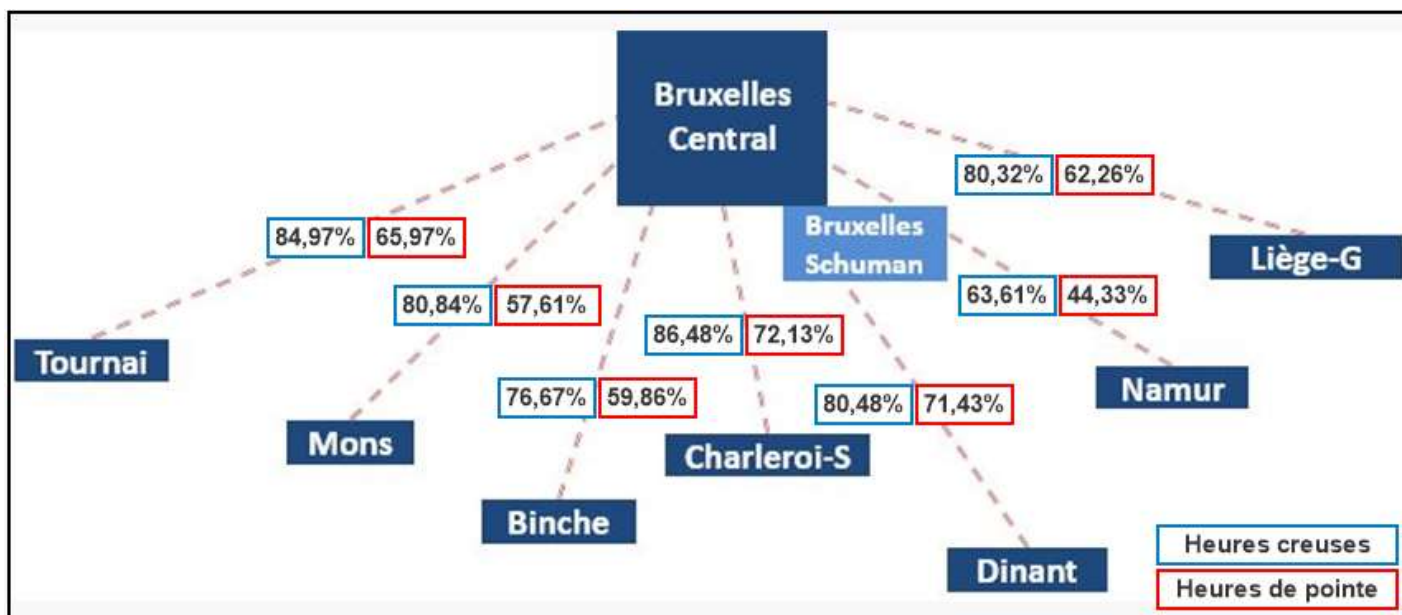 Bruxelles
Central
80,32% 62,26%
Bruxelles
Schuman
84,97% 65,97%
Liège-G
80,84% 57,61%
63,61% 44,33%
86,48% 72,13%
Tournai
76,67% 59,86%
80,48% 71,43%
Namur
Mons
Charleroi-S
Binche
Dinant
Heures creuses
Heures de pointe